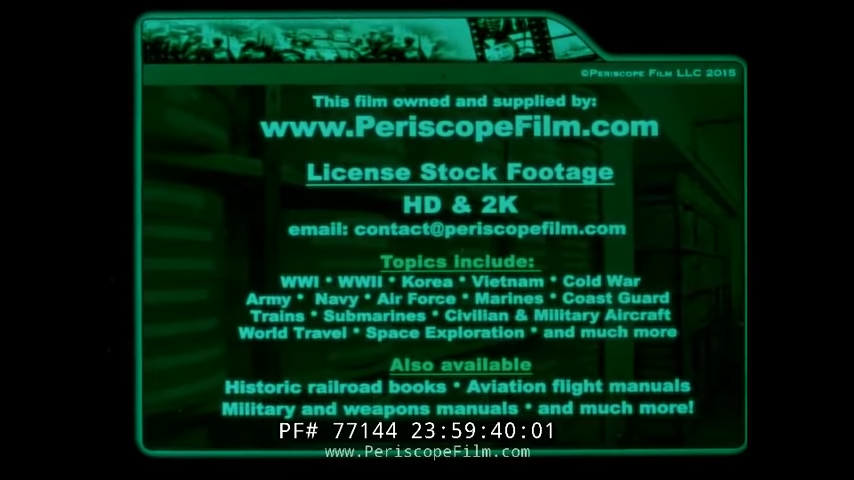 ©Periscope Film LLC 2015
This film owned and supplied by:
www.PeriscopeFilm.com
License Stock Footage
HD & 2K
email: contact@periscopefilm.com
Topics include:
WWI * WWII * Korea * Vietnam * Cold War
Army * Navy * Air Force * Marines * Coast Guard
Trains * Submarines * Civilian & Military Aircraft
World Travel * Space Exploration * and much more
Also available
Historic railroad books * Aviation flight manuals
Military and weapons manuals * and much more!
PF# 77144 23:59:40:01
www.PeriscopeFilm.com